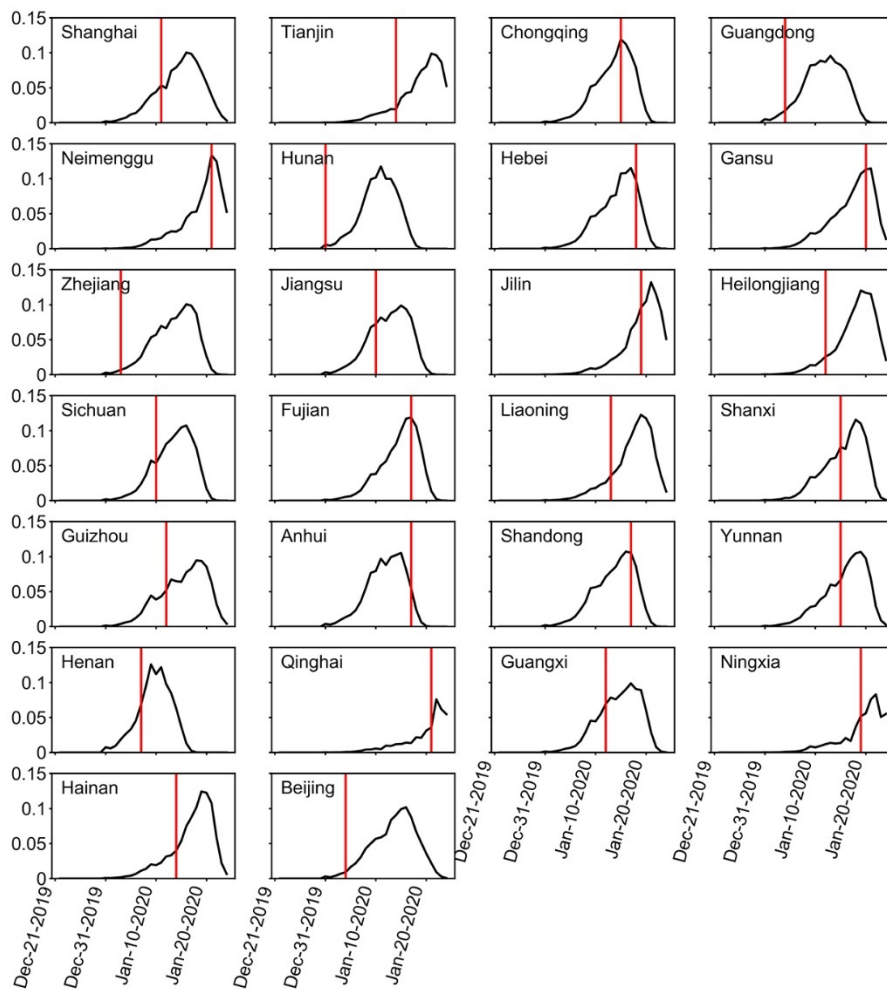 0.15 Shanghai Tianjin Chongqing Guangdong
0.1
0.05
0
0.15 Neimenggu Hunan Hebei Gansu
0.1
0.05
0
0.15 Zhejiang Jiangsu Jilin Heilongjiang
0.1
0.05
0
0.15 Sichuan Fujian Liaoning Shanxi
0.1
0.05
0
0.15 Guizhou Anhui Shandong Yunnan
0.1
0.05
0
0.15 Henan Qinghai Guangxi Ningxia
0.1
0.05
0
0.15 Hainan Beijing
0.1
0.05
0
Dec-21-2019 Dec-31-2019 Jan-10-2020 Jan-20-2020 Dec-21-2019 Dec-31-2019 Jan-10-2020 Jan-20-2020 Dec-21-2019 Dec-31-2019 Jan-10-2020 Jan-20-2020 Dec-21-2019 Dec-31-2019 Jan-10-2020 Jan-20-2020